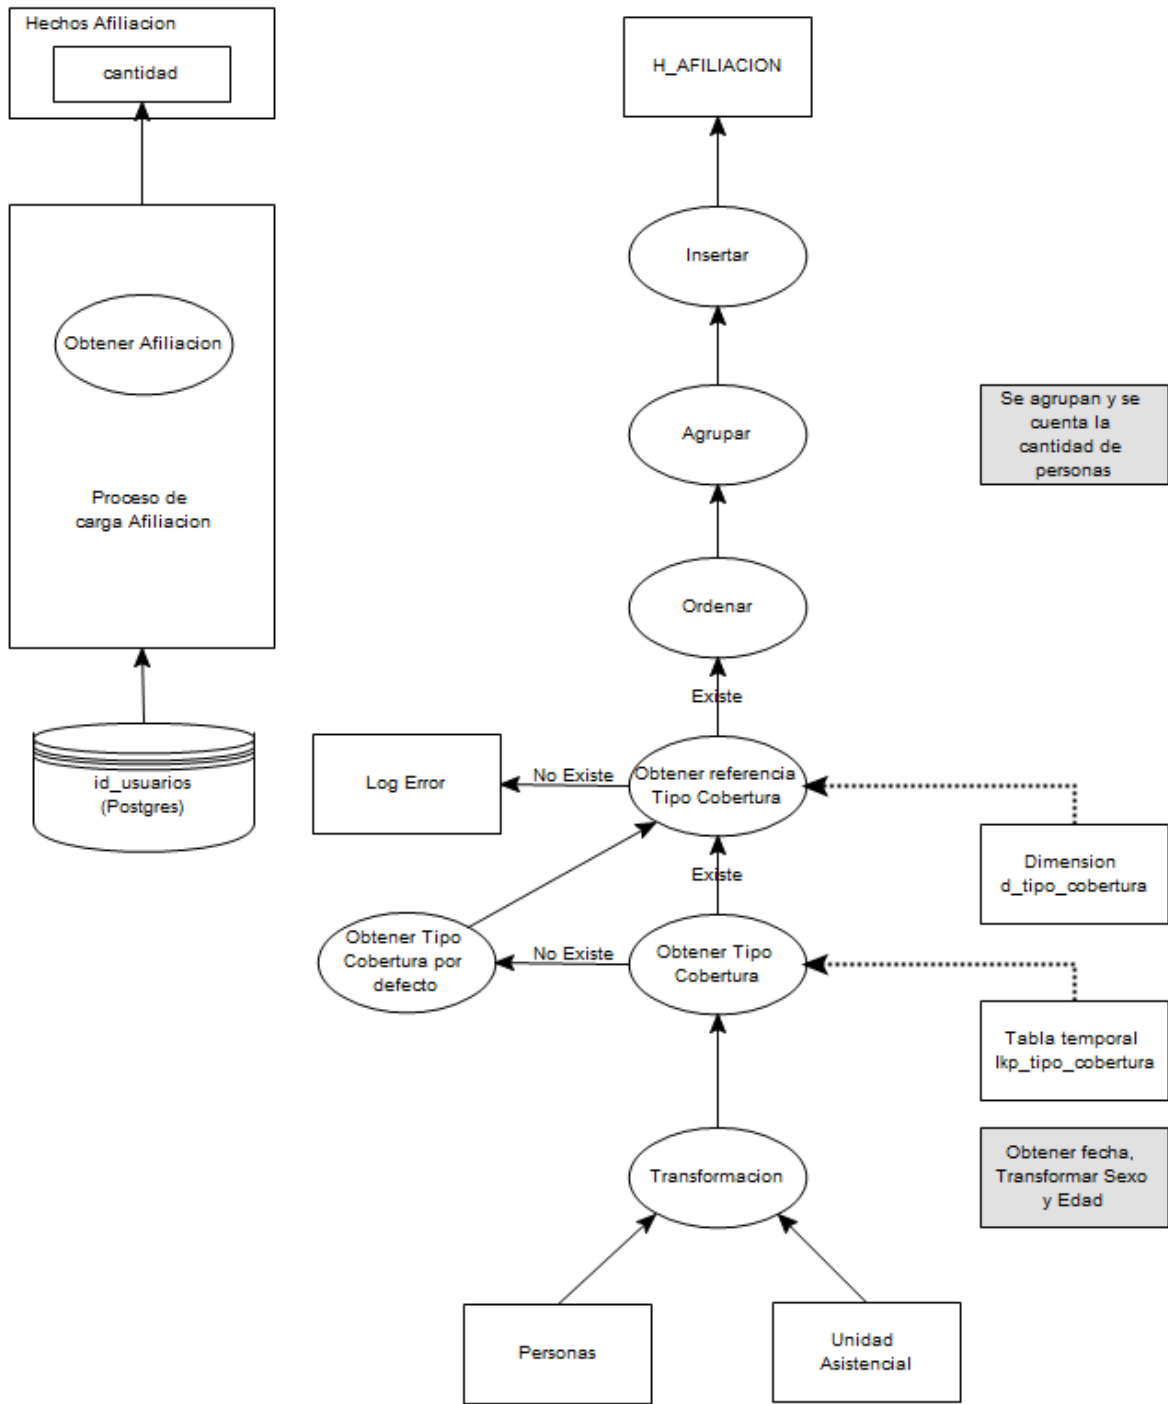 Hechos Afiliacion
cantidad
Obtener Afiliacion
Proceso de
carga Afiliacion
id_usuarios
(Postgres)
H_AFILIACION
Insertar
Agrupar
Se agrupan y se
cuenta la
cantidad de
personas
Ordenar
Existe
Obtener referencia
Tipo Cobertura
No Existe
Log Error
Dimension
d_tipo_cobertura
Existe
Obtener Tipo
Cobertura
No Existe
Obtener Tipo
Cobertura por
defecto
Tabla temporal
lkp_tipo_cobertura
Transformacion
Obtener fecha,
Transformar Sexo
y Edad
Personas
Unidad
Asistencial